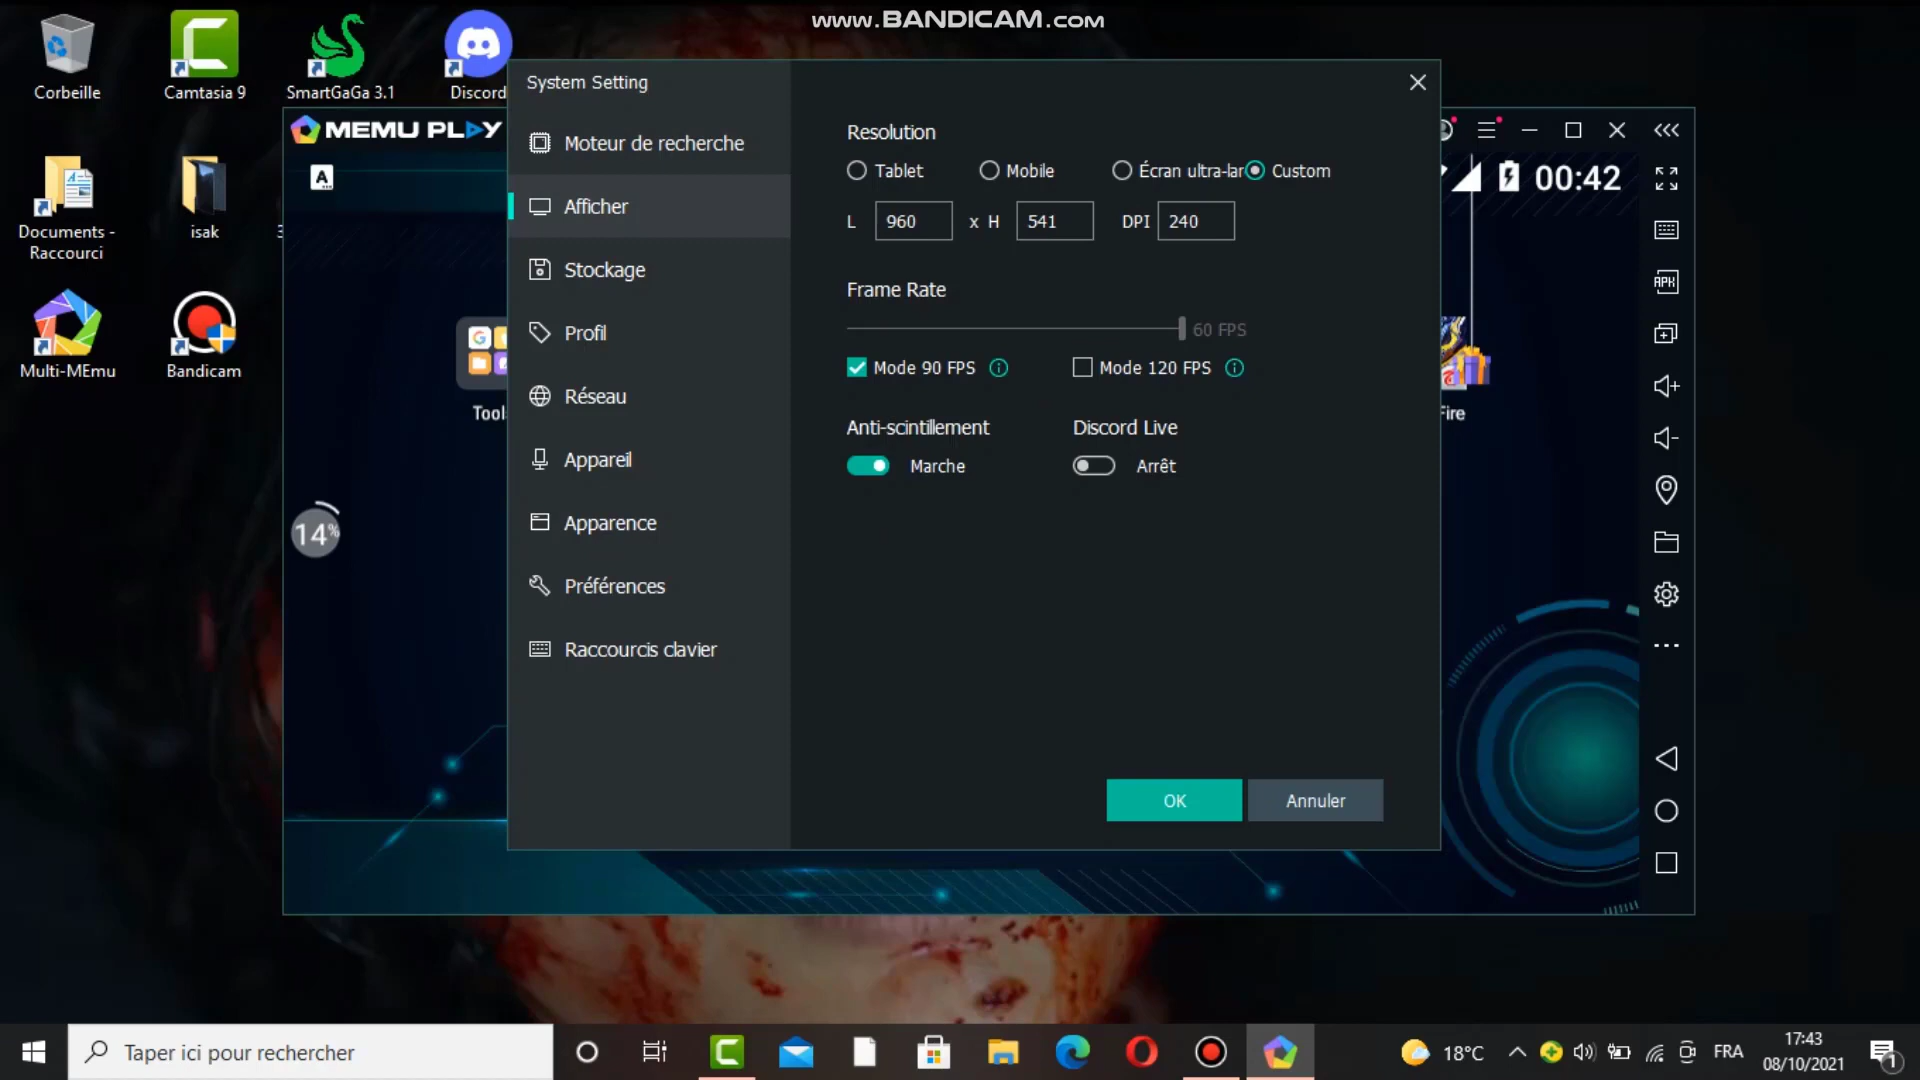 www.BANDICAM.com
Corbeille
Camtasia 9
SmartGaGa 3.1
Discord
Documents -
Raccourci
isak
Multi-MEmu
Bandicam
MEMU PLAY
A
00:42
APK
Tools
Fire
14%
System Setting
Moteur de recherche
Afficher
Stockage
Profil
Réseau
Appareil
Apparence
Préférences
Raccourcis clavier
Resolution
Tablet
Mobile
Écran ultra-lar
Custom
L 960 x H 541 DPI 240
Frame Rate
60 FPS
Mode 90 FPS
Mode 120 FPS
Anti-scintillement
Discord Live
Marche
Arrêt
OK
Annuler
Taper ici pour rechercher
18°C
FRA
17:43
08/10/2021
1